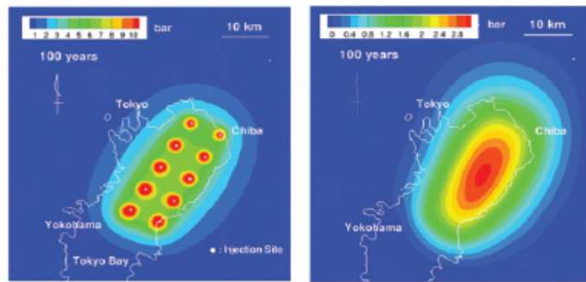 1 2 3 4 5 6 7 8 9 10 bar
10 km
100 years
Tokyo
Chiba
Yokohama
Tokyo Bay
: Injection Site
0 0.4 0.8 1.2 1.6 2 2.4 2.8 bar
10 km
100 years
Tokyo
Chiba
Yokohama
Tokyo Bay